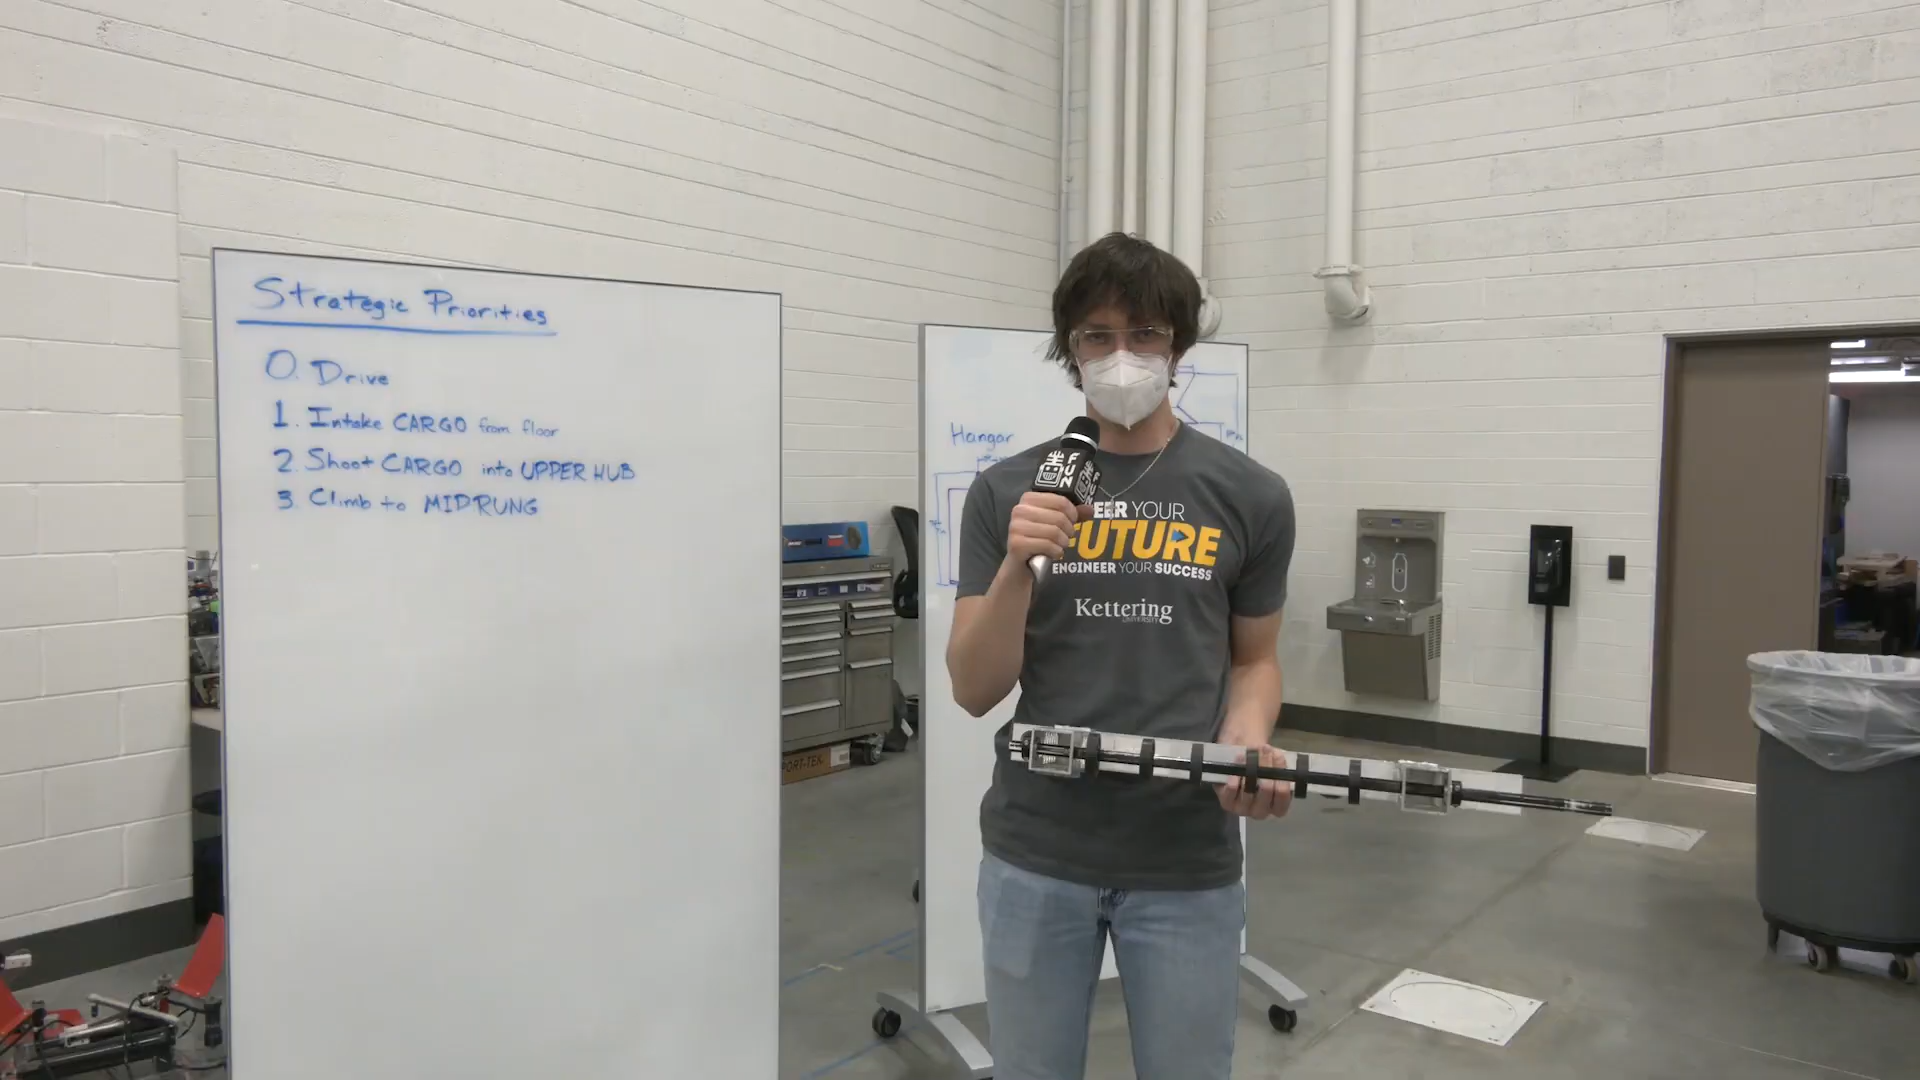 Strategic Priorities
0. Drive
1. Intake CARGO from floor
2. Shoot CARGO into UPPER HUB
3. Climb to MIDRUNG
Hangar
FUN
YOUR
FUTURE
ENGINEER YOUR SUCCESS
Kettering
UNIVERSITY